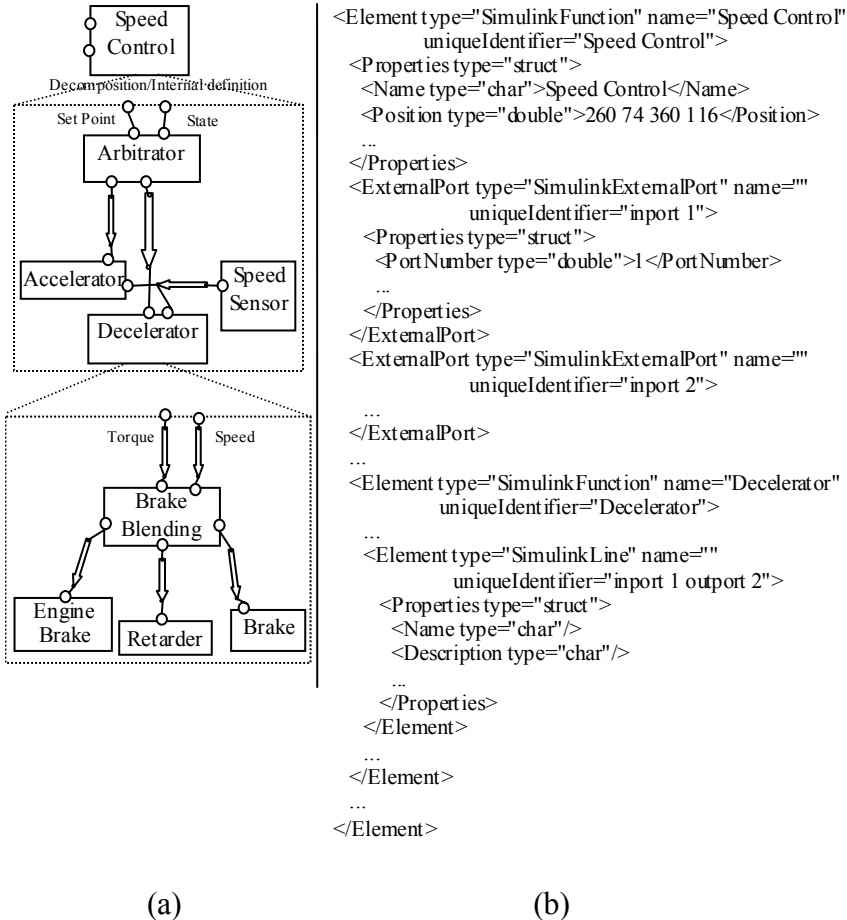 Speed
Control
Decomposition/Internal definition
Set Point
State
Arbitrator
Accelerator
Speed
Sensor
Decelerator
Torque
Speed
Brake
Blending
Engine
Brake
Retarder
Brake
(a)
<Element type="SimulinkFunction" name="Speed Control"
uniqueIdentifier="Speed Control">
<Properties type="struct">
<Name type="char">Speed Control</Name>
<Position type="double">260 74 360 116</Position>
...
</Properties>
<ExternalPort type="SimulinkExternalPort" name=""
uniqueIdentifier="inport 1">
<Properties type="struct">
<PortNumber type="double">1</PortNumber>
...
</Properties>
</ExternalPort>
<ExternalPort type="SimulinkExternalPort" name=""
uniqueIdentifier="inport 2">
...
</ExternalPort>
...
<Element type="SimulinkFunction" name="Decelerator"
uniqueIdentifier="Decelerator">
...
<Element type="SimulinkLine" name=""
uniqueIdentifier="inport 1 outport 2">
<Properties type="struct">
<Name type="char"/>
<Description type="char"/>
...
</Properties>
</Element>
...
</Element>
...
</Element>
(b)